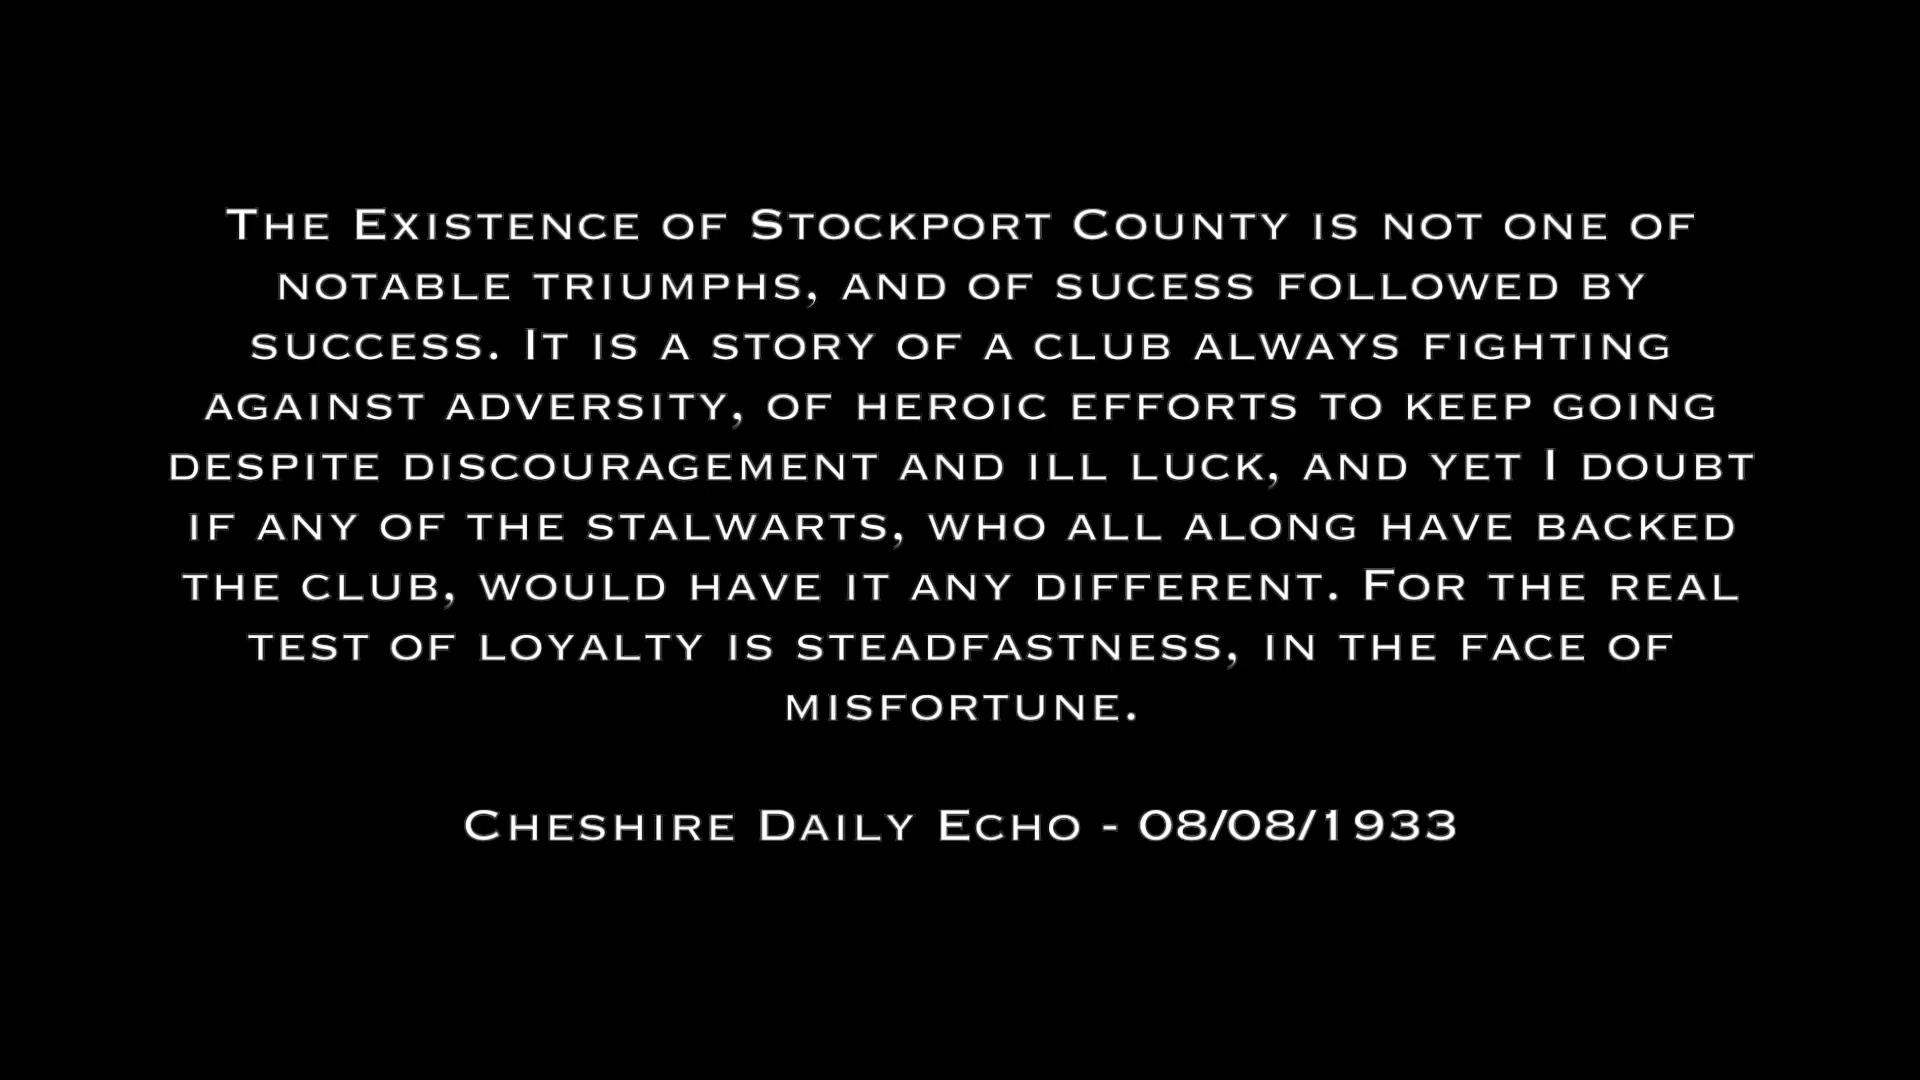 The Existence of Stockport County is not one of
notable triumphs, and of sucess followed by
success. It is a story of a club always fighting
against adversity, of heroic efforts to keep going
despite discouragement and ill luck, and yet I doubt
if any of the stalwarts, who all along have backed
the club, would have it any different. For the real
test of loyalty is steadfastness, in the face of
misfortune.
Cheshire Daily Echo - 08/08/1933